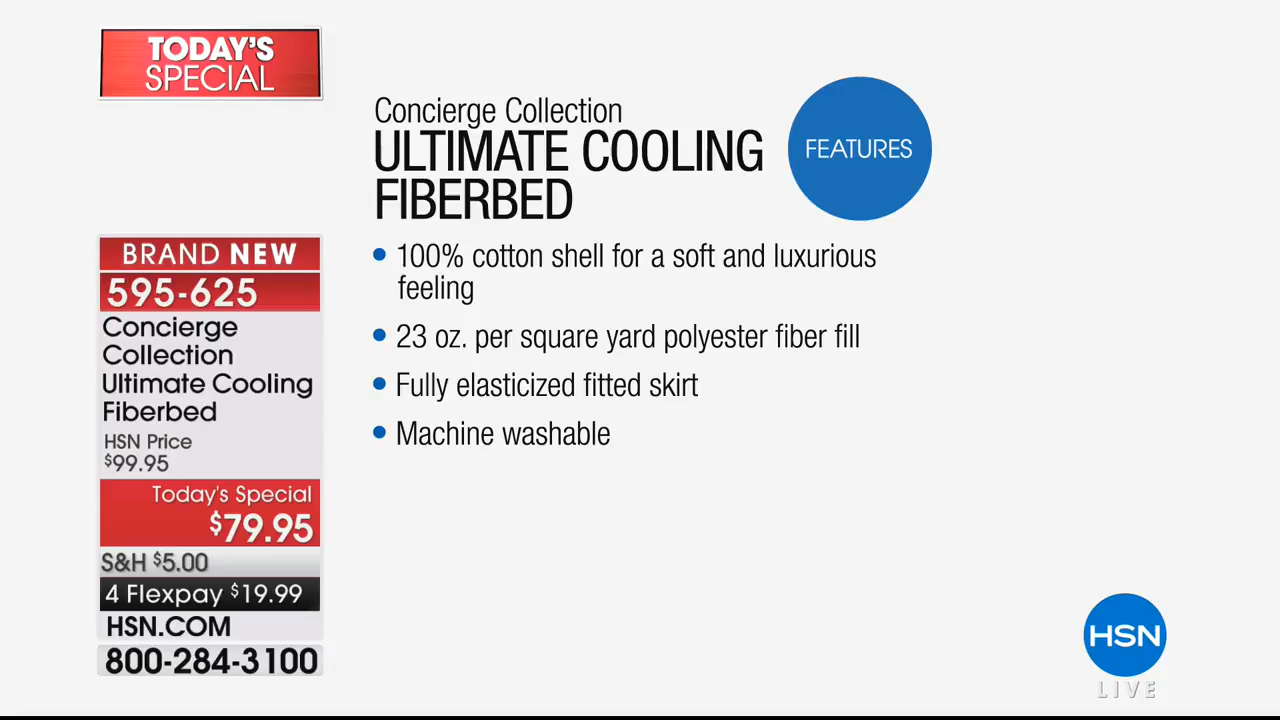 TODAY'S
SPECIAL
Concierge Collection
ULTIMATE COOLING
FIBERBED
FEATURES
• 100% cotton shell for a soft and luxurious
feeling
• 23 oz. per square yard polyester fiber fill
• Fully elasticized fitted skirt
• Machine washable
BRAND NEW
595-625
Concierge
Collection
Ultimate Cooling
Fiberbed
HSN Price
$99.95
Today's Special
$79.95
S&H $5.00
4 Flexpay $19.99
HSN.COM
800-284-3100
HSN
LIVE